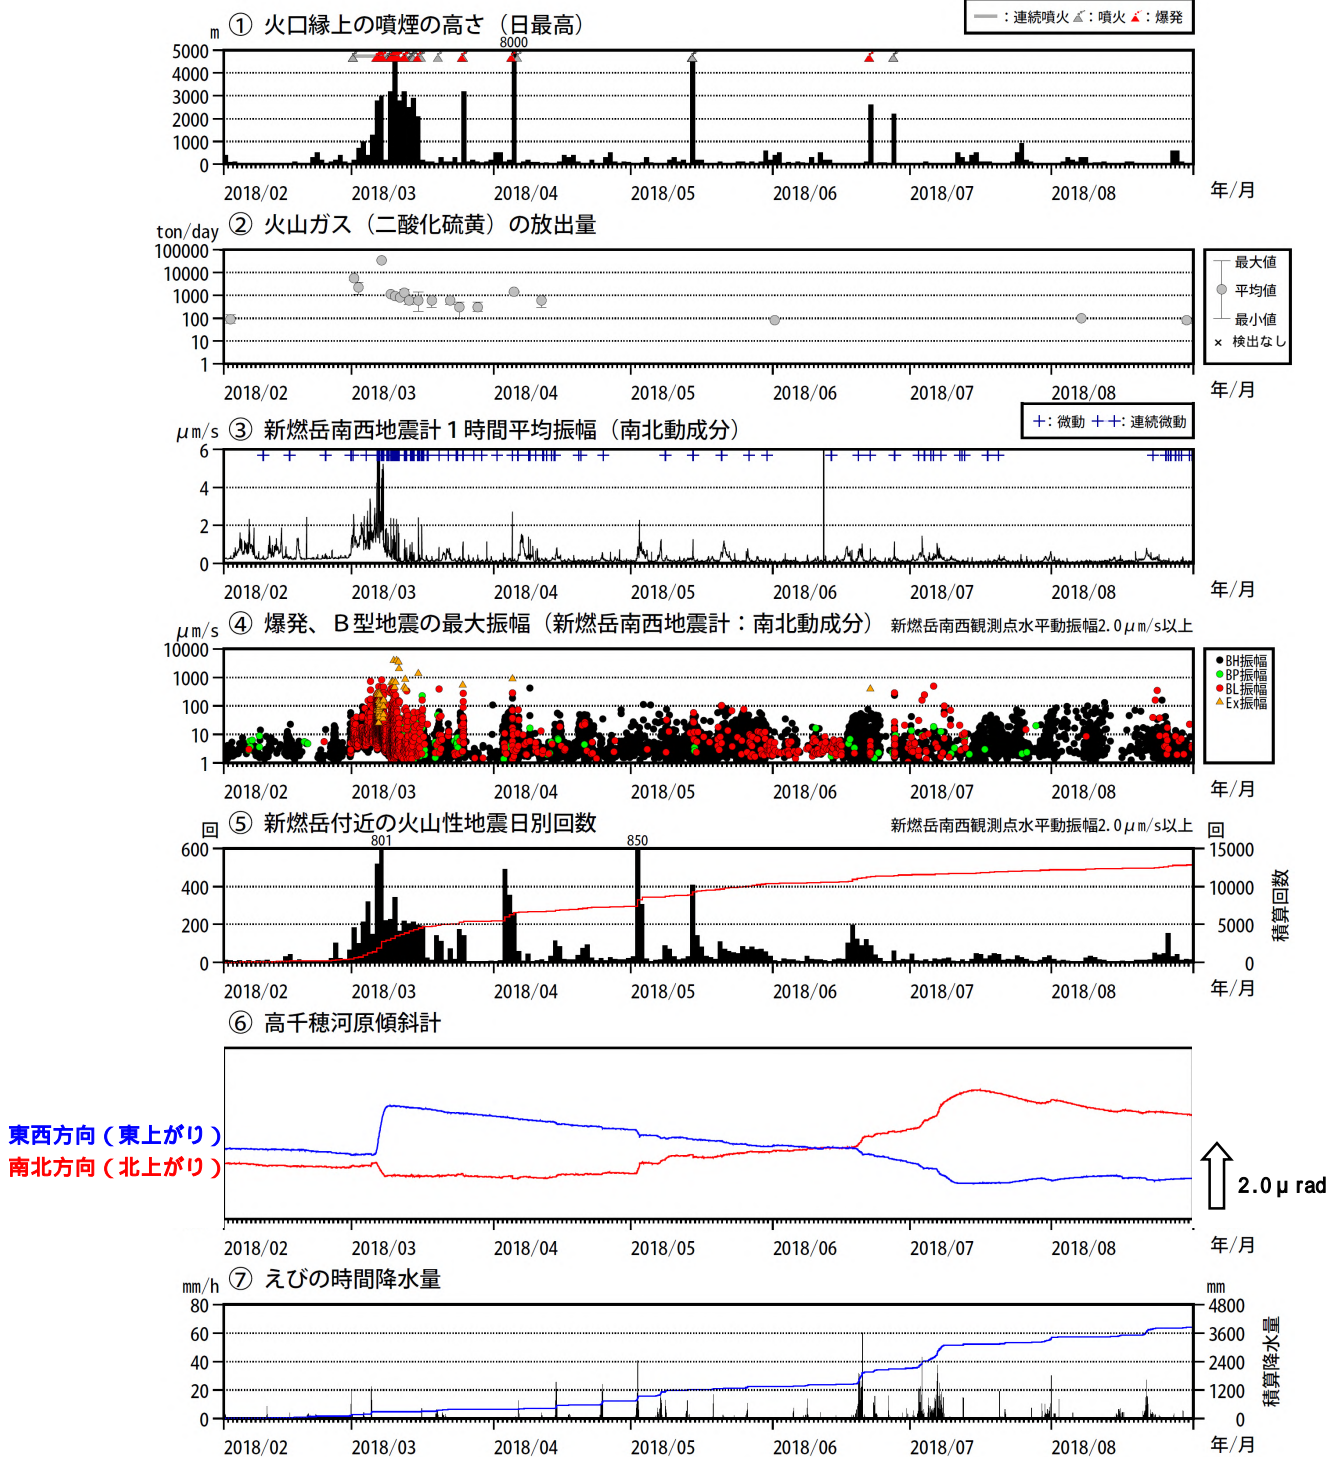 ① 火口縁上の噴煙の高さ（日最高）
━：連続噴火 ：噴火 ：爆発
m
8000
5000
4000
3000
2000
1000
0
2018/02 2018/03 2018/04 2018/05 2018/06 2018/07 2018/08 年/月
ton/day ② 火山ガス（二酸化硫黄）の放出量
100000
10000
1000
100
10
1
最大値
平均値
最小値
× 検出なし
2018/02 2018/03 2018/04 2018/05 2018/06 2018/07 2018/08 年/月
μm/s ③ 新燃岳南西地震計１時間平均振幅（南北動成分）
＋：微動 ＋＋：連続微動
6
4
2
0
2018/02 2018/03 2018/04 2018/05 2018/06 2018/07 2018/08 年/月
μm/s ④ 爆発、Ｂ型地震の最大振幅（新燃岳南西地震計：南北動成分） 新燃岳南西観測点水平動振幅2.0μm/s以上
10000
1000
100
10
1
BH振幅
BP振幅
BL振幅
Ex振幅
2018/02 2018/03 2018/04 2018/05 2018/06 2018/07 2018/08 年/月
回 ⑤ 新燃岳付近の火山性地震日別回数 新燃岳南西観測点水平動振幅2.0μm/s以上 回
801 850
600 15000
400 10000
200 5000
0 0
積算回数
2018/02 2018/03 2018/04 2018/05 2018/06 2018/07 2018/08 年/月
⑥ 高千穂河原傾斜計
東西方向（東上がり）
南北方向（北上がり）
2.0μrad
2018/02 2018/03 2018/04 2018/05 2018/06 2018/07 2018/08 年/月
mm/h ⑦ えびの時間降水量 mm
80 4800
60 3600
40 2400
20 1200
0 0
積算降水量
2018/02 2018/03 2018/04 2018/05 2018/06 2018/07 2018/08 年/月